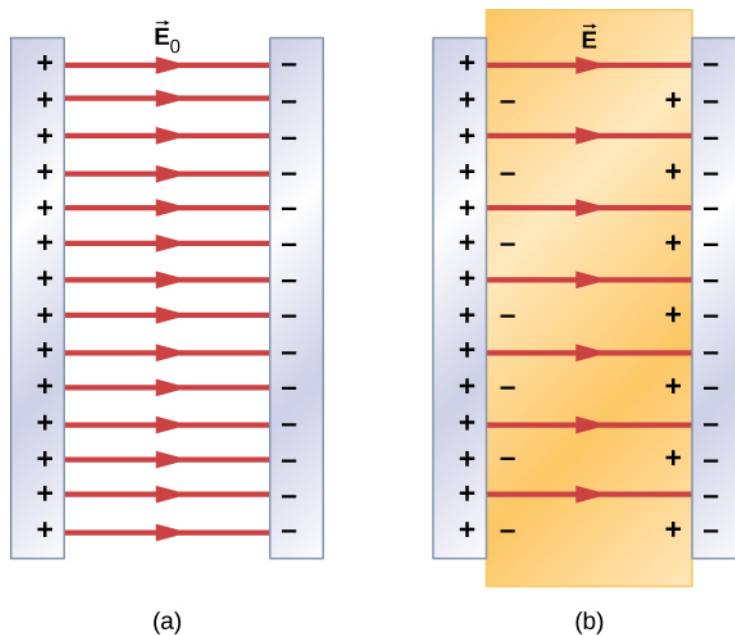 E⃗₀
E⃗
+ − + −
+ − + − + −
+ − + −
+ − + − + −
+ − + −
+ − + − + −
+ − + −
+ − + − + −
+ − + −
+ − + − + −
+ − + −
+ − + − + −
+ − + −
+ − + − + −
(a) (b)